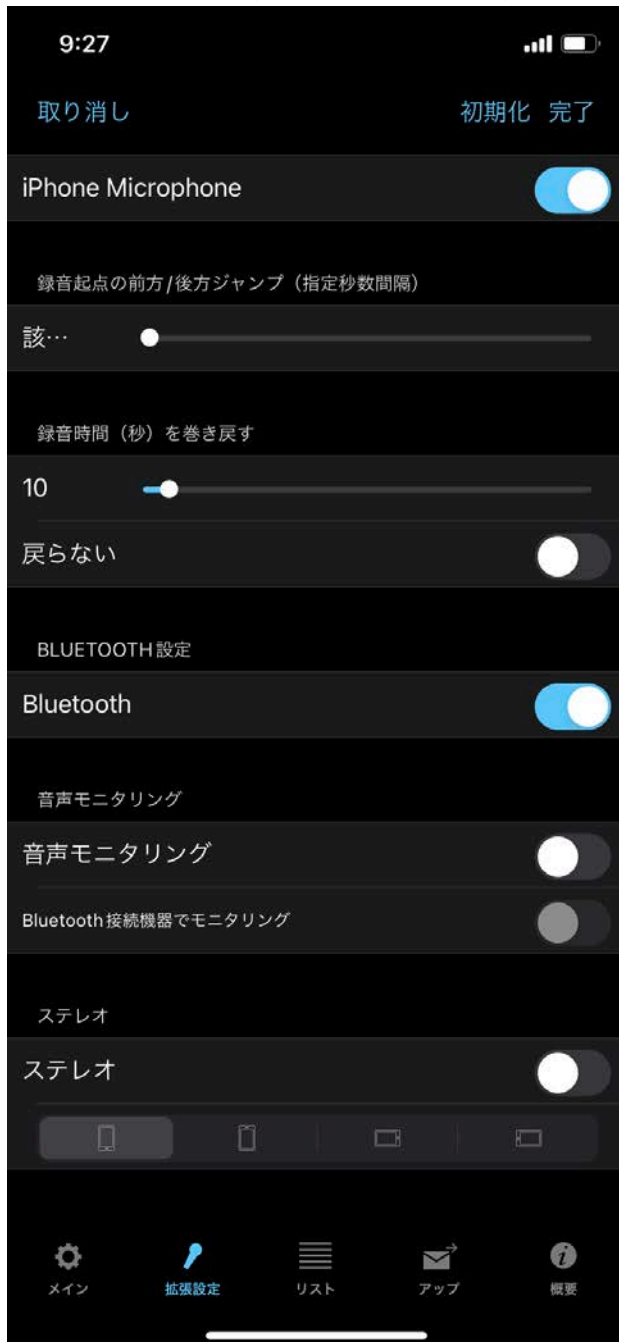 9:27
取り消し 初期化 完了
iPhone Microphone
録音起点の前方/後方ジャンプ（指定秒数間隔）
該…
録音時間（秒）を巻き戻す
10
戻らない
BLUETOOTH設定
Bluetooth
音声モニタリング
音声モニタリング
Bluetooth接続機器でモニタリング
ステレオ
ステレオ
メイン 拡張設定 リスト アップ 概要